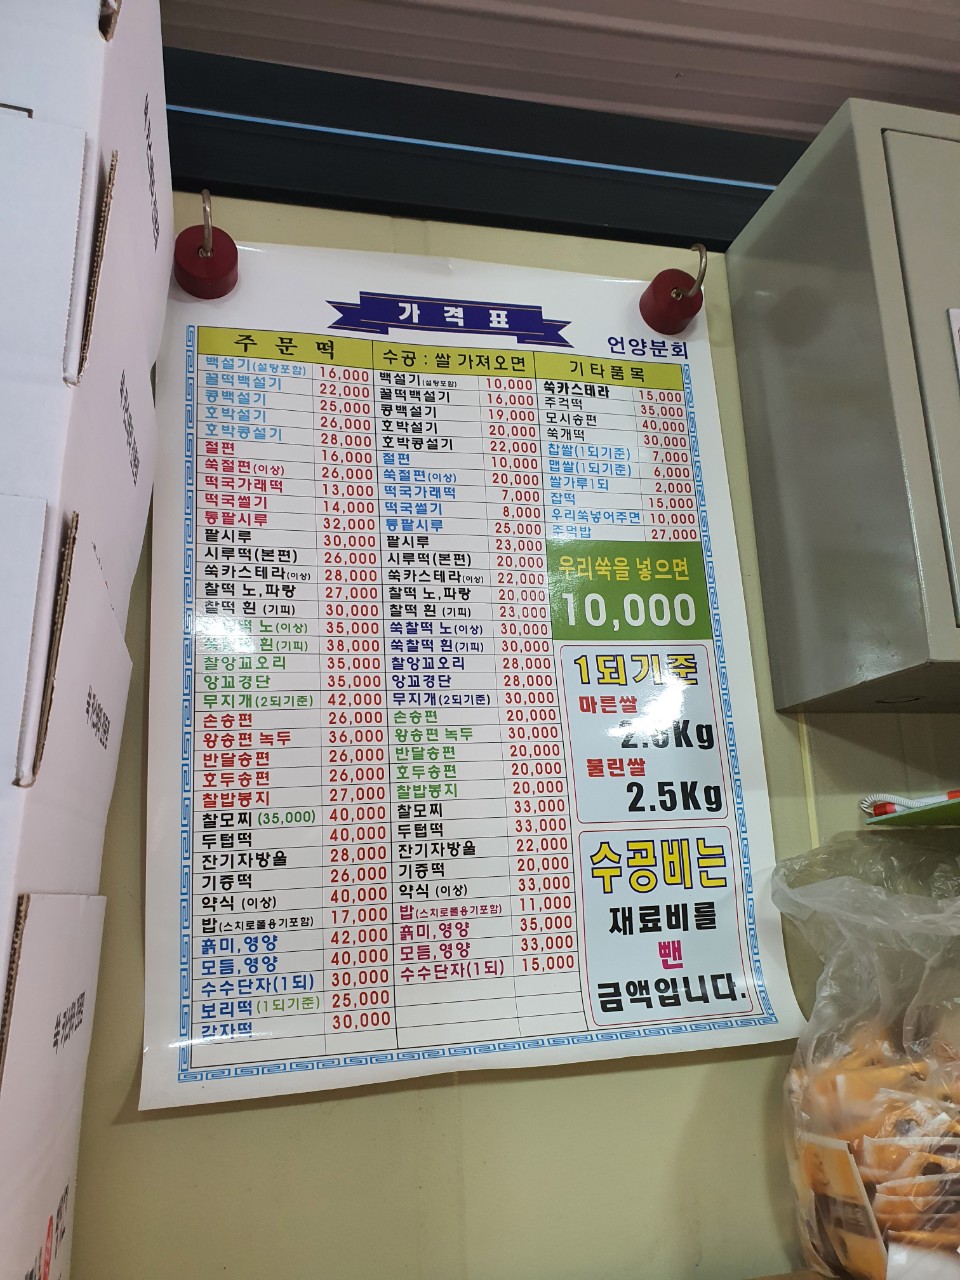 가격표
언양분회
주문떡
백설기(설탕포함) 16,000
꿀떡백설기 22,000
콩백설기 25,000
호박설기 26,000
호박콩설기 28,000
절편 16,000
쑥절편(이상) 26,000
떡국가래떡 13,000
떡국썰기 14,000
통팥시루 32,000
팥시루 30,000
시루떡(본편) 26,000
쑥카스테라(이상) 28,000
찰떡 노,파랑 27,000
찰떡 흰 (기피) 30,000
떡 노(이상) 35,000
떡 흰(기피) 38,000
찰앙꼬오리 35,000
앙꼬경단 35,000
무지개(2되기준) 42,000
손송편 26,000
왕송편 녹두 36,000
반달송편 26,000
호두송편 26,000
찰밥봉지 27,000
찰모찌 (35,000) 40,000
두텁떡 40,000
잔기자방울 28,000
기증떡 26,000
약식 (이상) 40,000
밥(스치로폴용기포함) 17,000
흙미,영양 42,000
모듬,영양 40,000
수수단자(1되) 30,000
보리떡 (1되기준) 25,000
감자떡 30,000
수공 : 쌀 가져오면
백설기(설탕포함) 10,000
꿀떡백설기 16,000
콩백설기 19,000
호박설기 20,000
호박콩설기 22,000
절편 10,000
쑥절편(이상) 20,000
떡국가래떡 7,000
떡국썰기 8,000
통팥시루 25,000
팥시루 23,000
시루떡(본편) 20,000
쑥카스테라(이상) 22,000
찰떡 노,파랑 20,000
찰떡 흰 (기피) 23,000
쑥찰떡 노(이상) 30,000
쑥찰떡 흰(기피) 30,000
찰앙꼬오리 28,000
앙꼬경단 28,000
무지개(2되기준) 30,000
손송편 20,000
왕송편 녹두 30,000
반달송편 20,000
호두송편 20,000
찰밥봉지 20,000
찰모찌 33,000
두텁떡 33,000
잔기자방울 22,000
기증떡 20,000
약식 (이상) 33,000
밥(스치로폴용기포함) 11,000
흙미,영양 35,000
모듬,영양 33,000
수수단자(1되) 15,000
기타품목
쑥카스테라 15,000
주걱떡 35,000
모시송편 40,000
쑥개떡 30,000
찹쌀(1되기준) 7,000
맵쌀(1되기준) 6,000
쌀가루1되 2,000
잡떡 15,000
우리쑥넣어주면 10,000
주먹밥 27,000
우리쑥을 넣으면
10,000
1되기준
마른쌀
2.0Kg
불린쌀
2.5Kg
수공비는
재료비를
뺀
금액입니다.